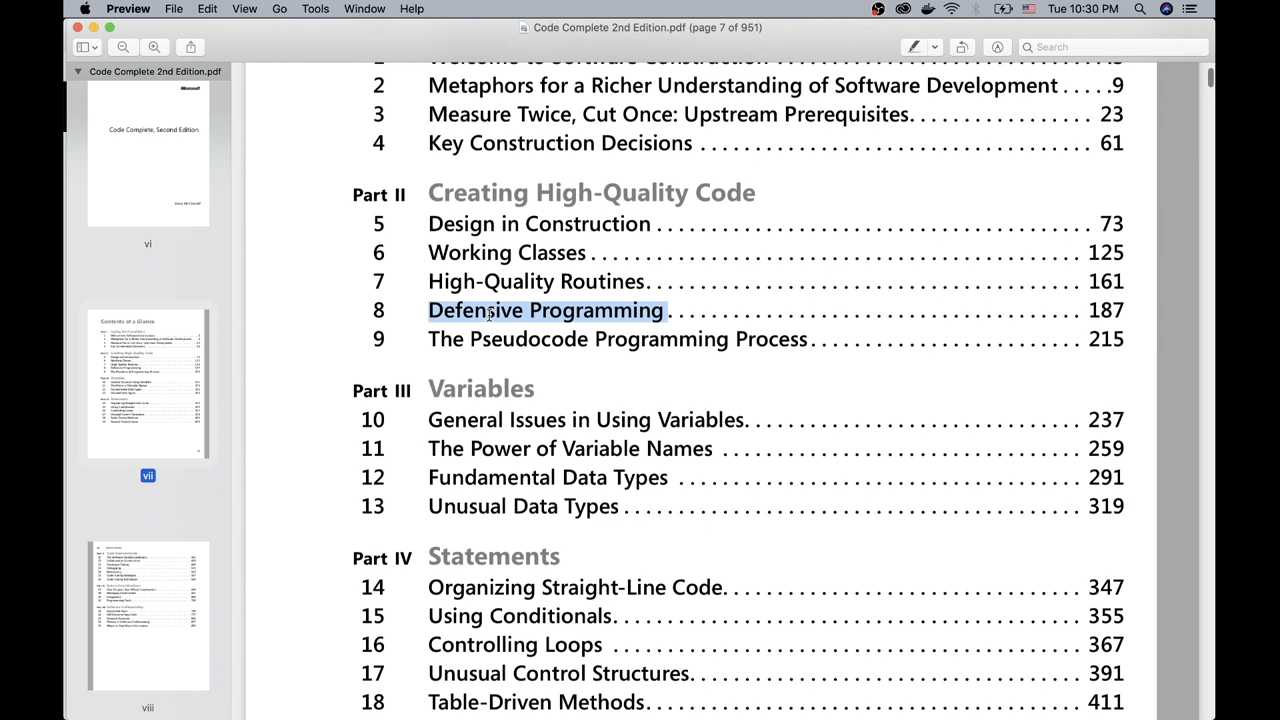 Preview File Edit View Go Tools Window Help Tue 10:30 PM
Code Complete 2nd Edition.pdf (page 7 of 951)
Search
Code Complete 2nd Edition.pdf
Microsoft
Code Complete, Second Edition
vi
Contents at a Glance
vii
viii
2 Metaphors for a Richer Understanding of Software Development . . . . .9
3 Measure Twice, Cut Once: Upstream Prerequisites. . . . . . . . . . . . . . 23
4 Key Construction Decisions . . . . . . . . . . . . . . . . . . . . . . . . . . . . . . 61
Part II Creating High-Quality Code
5 Design in Construction . . . . . . . . . . . . . . . . . . . . . . . . . . . . . . . . . 73
6 Working Classes . . . . . . . . . . . . . . . . . . . . . . . . . . . . . . . . . . . . . 125
7 High-Quality Routines. . . . . . . . . . . . . . . . . . . . . . . . . . . . . . . . . 161
8 Defensive Programming . . . . . . . . . . . . . . . . . . . . . . . . . . . . . . . 187
9 The Pseudocode Programming Process . . . . . . . . . . . . . . . . . . . . 215
Part III Variables
10 General Issues in Using Variables. . . . . . . . . . . . . . . . . . . . . . . . . 237
11 The Power of Variable Names . . . . . . . . . . . . . . . . . . . . . . . . . . . 259
12 Fundamental Data Types . . . . . . . . . . . . . . . . . . . . . . . . . . . . . . 291
13 Unusual Data Types . . . . . . . . . . . . . . . . . . . . . . . . . . . . . . . . . . 319
Part IV Statements
14 Organizing Straight-Line Code. . . . . . . . . . . . . . . . . . . . . . . . . . . 347
15 Using Conditionals. . . . . . . . . . . . . . . . . . . . . . . . . . . . . . . . . . . 355
16 Controlling Loops . . . . . . . . . . . . . . . . . . . . . . . . . . . . . . . . . . . 367
17 Unusual Control Structures. . . . . . . . . . . . . . . . . . . . . . . . . . . . . 391
18 Table-Driven Methods. . . . . . . . . . . . . . . . . . . . . . . . . . . . . . . . . 411